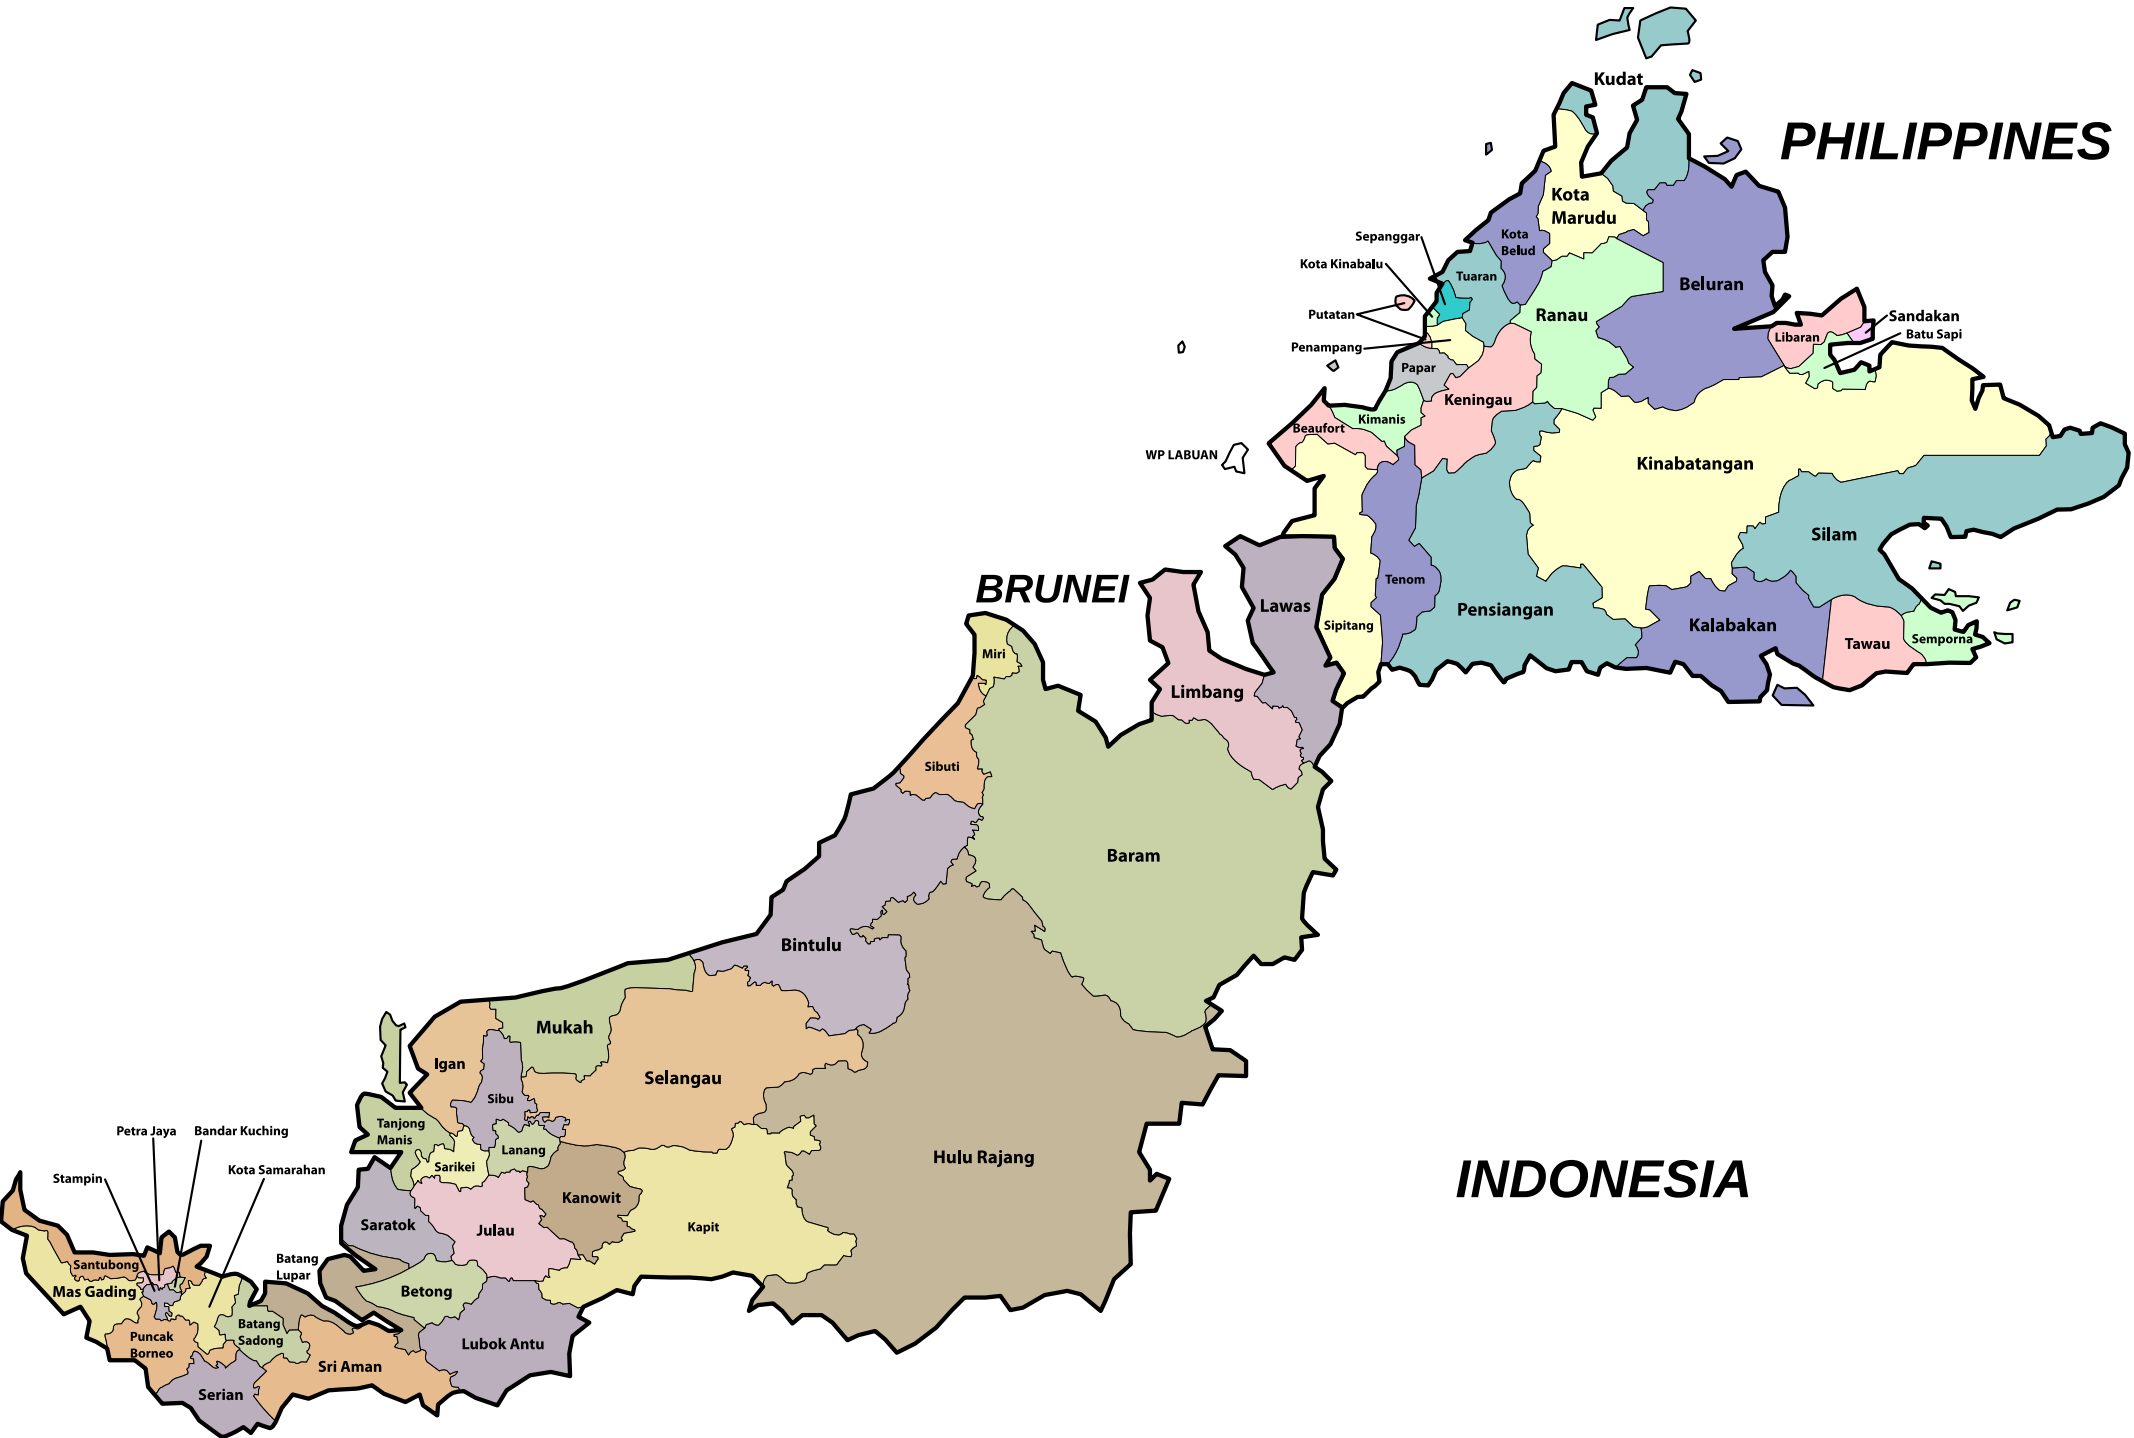 Kudat
PHILIPPINES
Kota
Marudu
Sepanggar
Kota
Belud
Kota Kinabalu
Tuaran
Beluran
Putatan
Ranau
Sandakan
Batu Sapi
Libaran
Penampang
Papar
Keningau
Kimanis
Beaufort
WP LABUAN
Kinabatangan
Silam
BRUNEI
Tenom
Lawas
Pensiangan
Sipitang
Kalabakan
Tawau
Semporna
Miri
Limbang
Sibuti
Baram
Bintulu
Mukah
Igan
Selangau
Sibu
Tanjong
Manis
Petra Jaya
Bandar Kuching
Lanang
Hulu Rajang
Sarikei
Kota Samarahan
Stampin
INDONESIA
Kanowit
Saratok
Julau
Kapit
Batang
Lupar
Santubong
Mas Gading
Betong
Batang
Sadong
Puncak
Borneo
Lubok Antu
Sri Aman
Serian